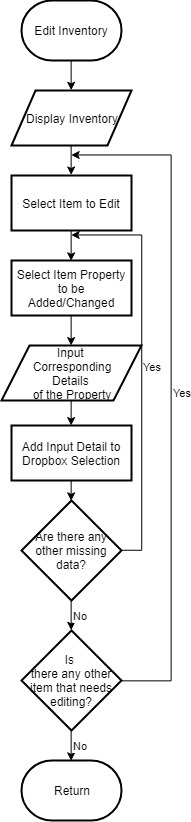 Edit Inventory
Display Inventory
Select Item to Edit
Select Item Property
to be
Added/Changed
Input
Corresponding
Details
of the Property
Yes
Yes
Add Input Detail to
Dropbox Selection
Are there any
other missing
data?
No
Is
there any other
item that needs
editing?
No
Return